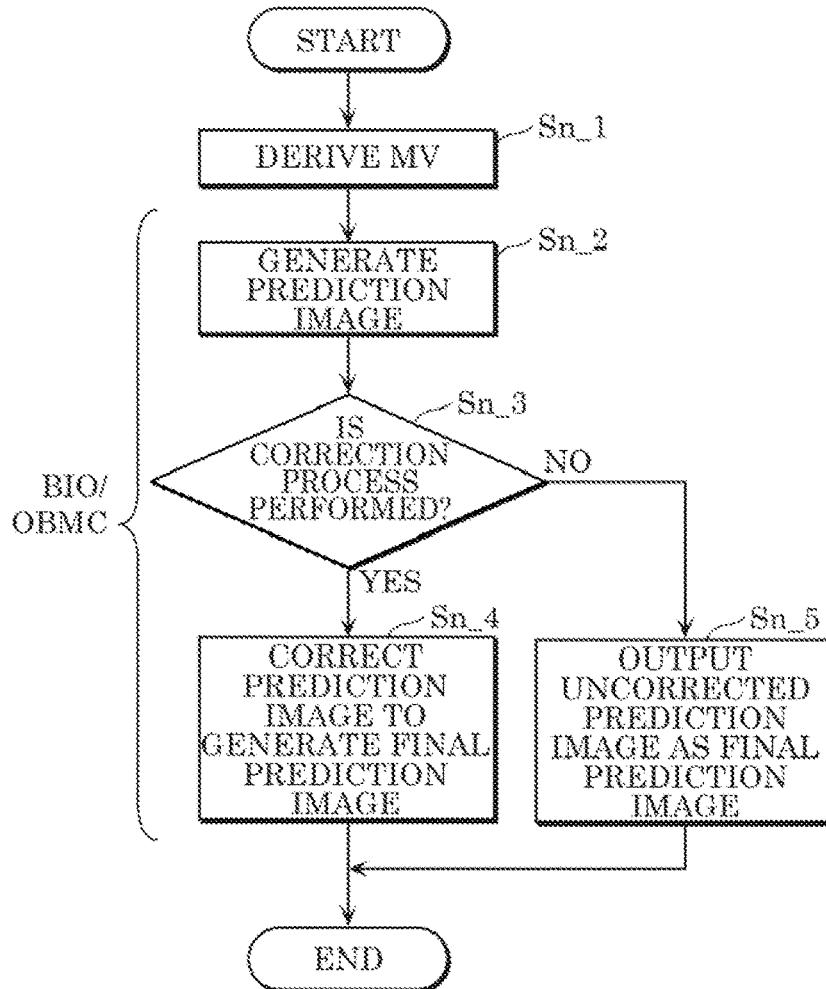 START
DERIVE MV
Sn_1
GENERATE
PREDICTION
IMAGE
Sn_2
IS
CORRECTION
PROCESS
PERFORMED?
Sn_3
NO
YES
BIO/
OBMC
CORRECT
PREDICTION
IMAGE TO
GENERATE FINAL
PREDICTION
IMAGE
Sn_4
OUTPUT
UNCORRECTED
PREDICTION
IMAGE AS FINAL
PREDICTION
IMAGE
Sn_5
END